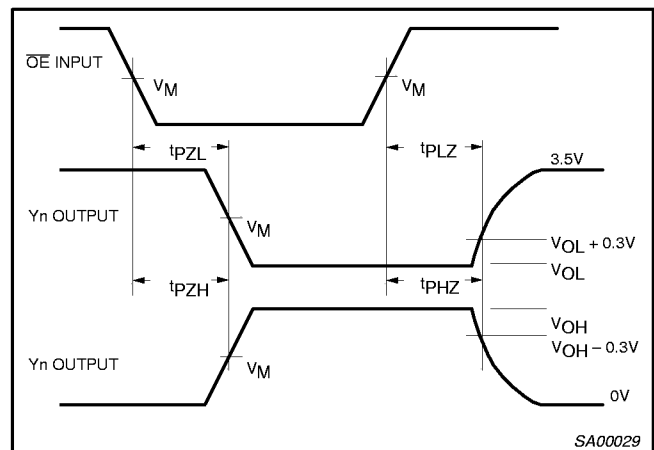 OE INPUT
VM
VM
tPZL
tPLZ
3.5V
Yn OUTPUT
VM
VOL + 0.3V
VOL
tPZH
tPHZ
VOH
VOH – 0.3V
Yn OUTPUT
VM
0V
SA00029